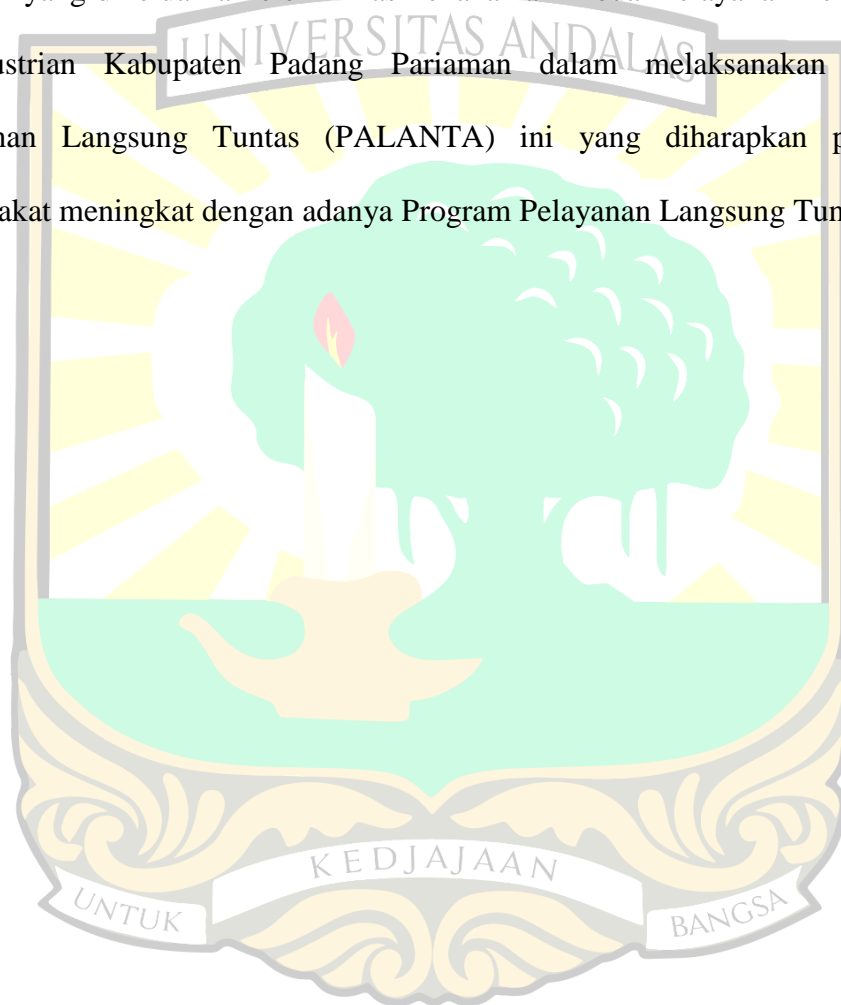 UNIVERSITAS ANDALAS
ustrian Kabupaten Padang Pariaman dalam melaksanakan
nan Langsung Tuntas (PALANTA) ini yang diharapkan p
akat meningkat dengan adanya Program Pelayanan Langsung Tun
KEDJAJAAN
UNTUK
BANGSA